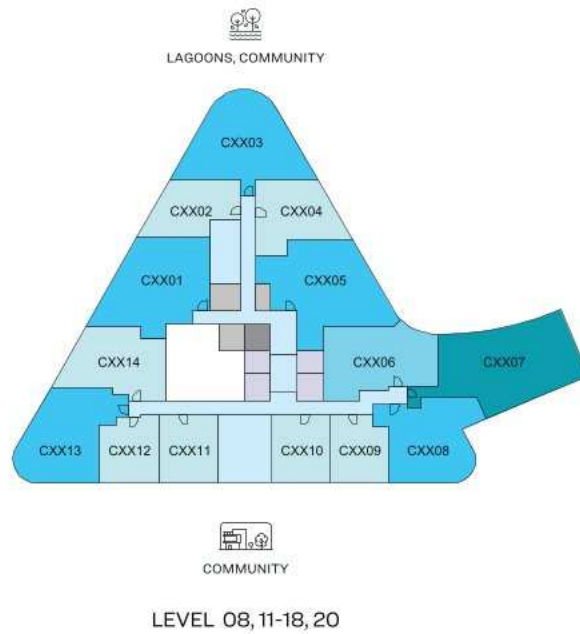 LAGOONS, COMMUNITY
CXX03
CXX02
CXX04
CXX01
CXX05
CXX14
CXX06
CXX07
CXX13
CXX12
CXX11
CXX10
CXX09
CXX08
COMMUNITY
LEVEL 08, 11-18, 20